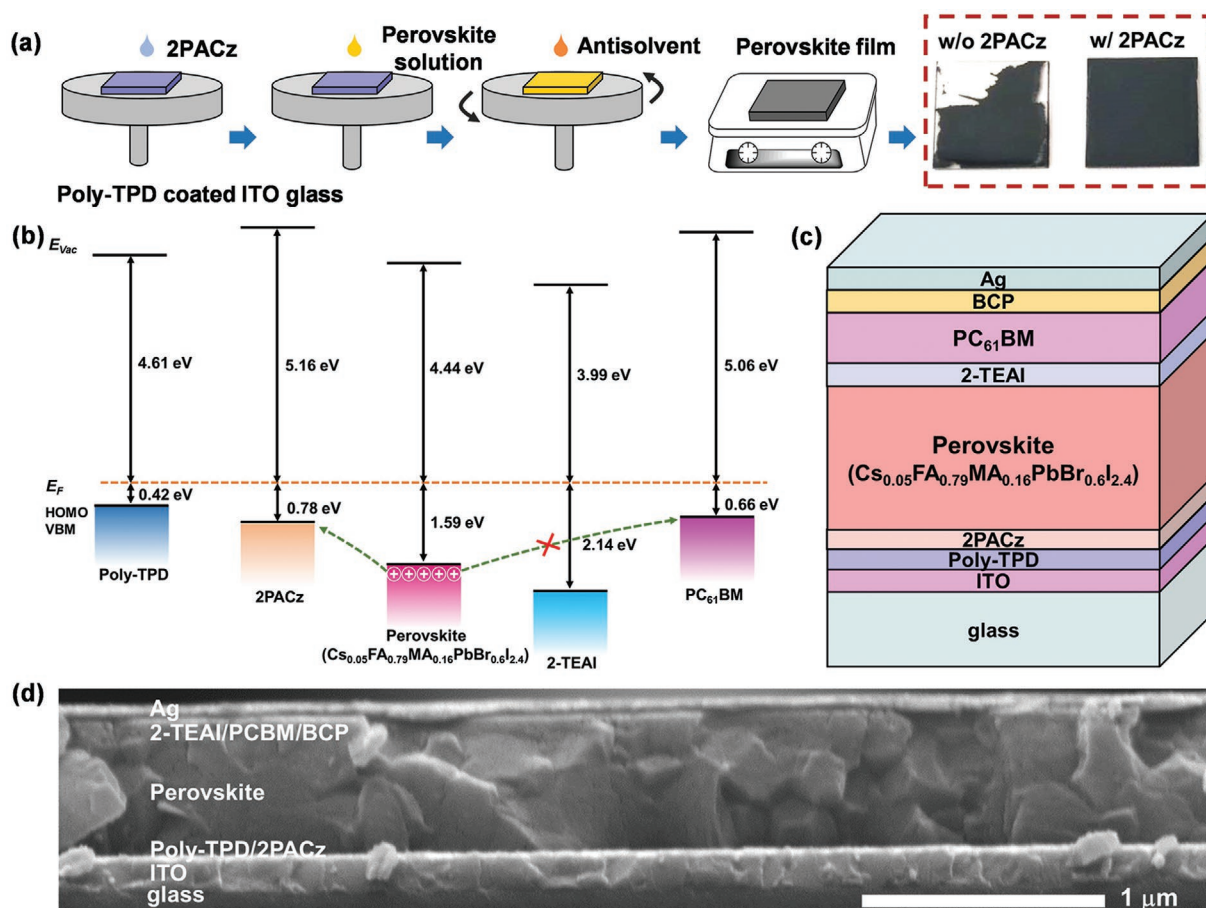 (a)
2PACz
Perovskite
solution
Antisolvent
Perovskite film
w/o 2PACz
w/ 2PACz
Poly-TPD coated ITO glass
(b)
E_Vac
4.61 eV
5.16 eV
4.44 eV
3.99 eV
5.06 eV
E_F
HOMO
VBM
0.42 eV
0.78 eV
1.59 eV
2.14 eV
0.66 eV
Poly-TPD
2PACz
Perovskite
(Cs₀.₀₅FA₀.₇₉MA₀.₁₆PbBr₀.₆I₂.₄)
2-TEAI
PC₆₁BM
(c)
Ag
BCP
PC₆₁BM
2-TEAI
Perovskite
(Cs₀.₀₅FA₀.₇₉MA₀.₁₆PbBr₀.₆I₂.₄)
2PACz
Poly-TPD
ITO
glass
(d)
Ag
2-TEAI/PCBM/BCP
Perovskite
Poly-TPD/2PACz
ITO
glass
1 μm